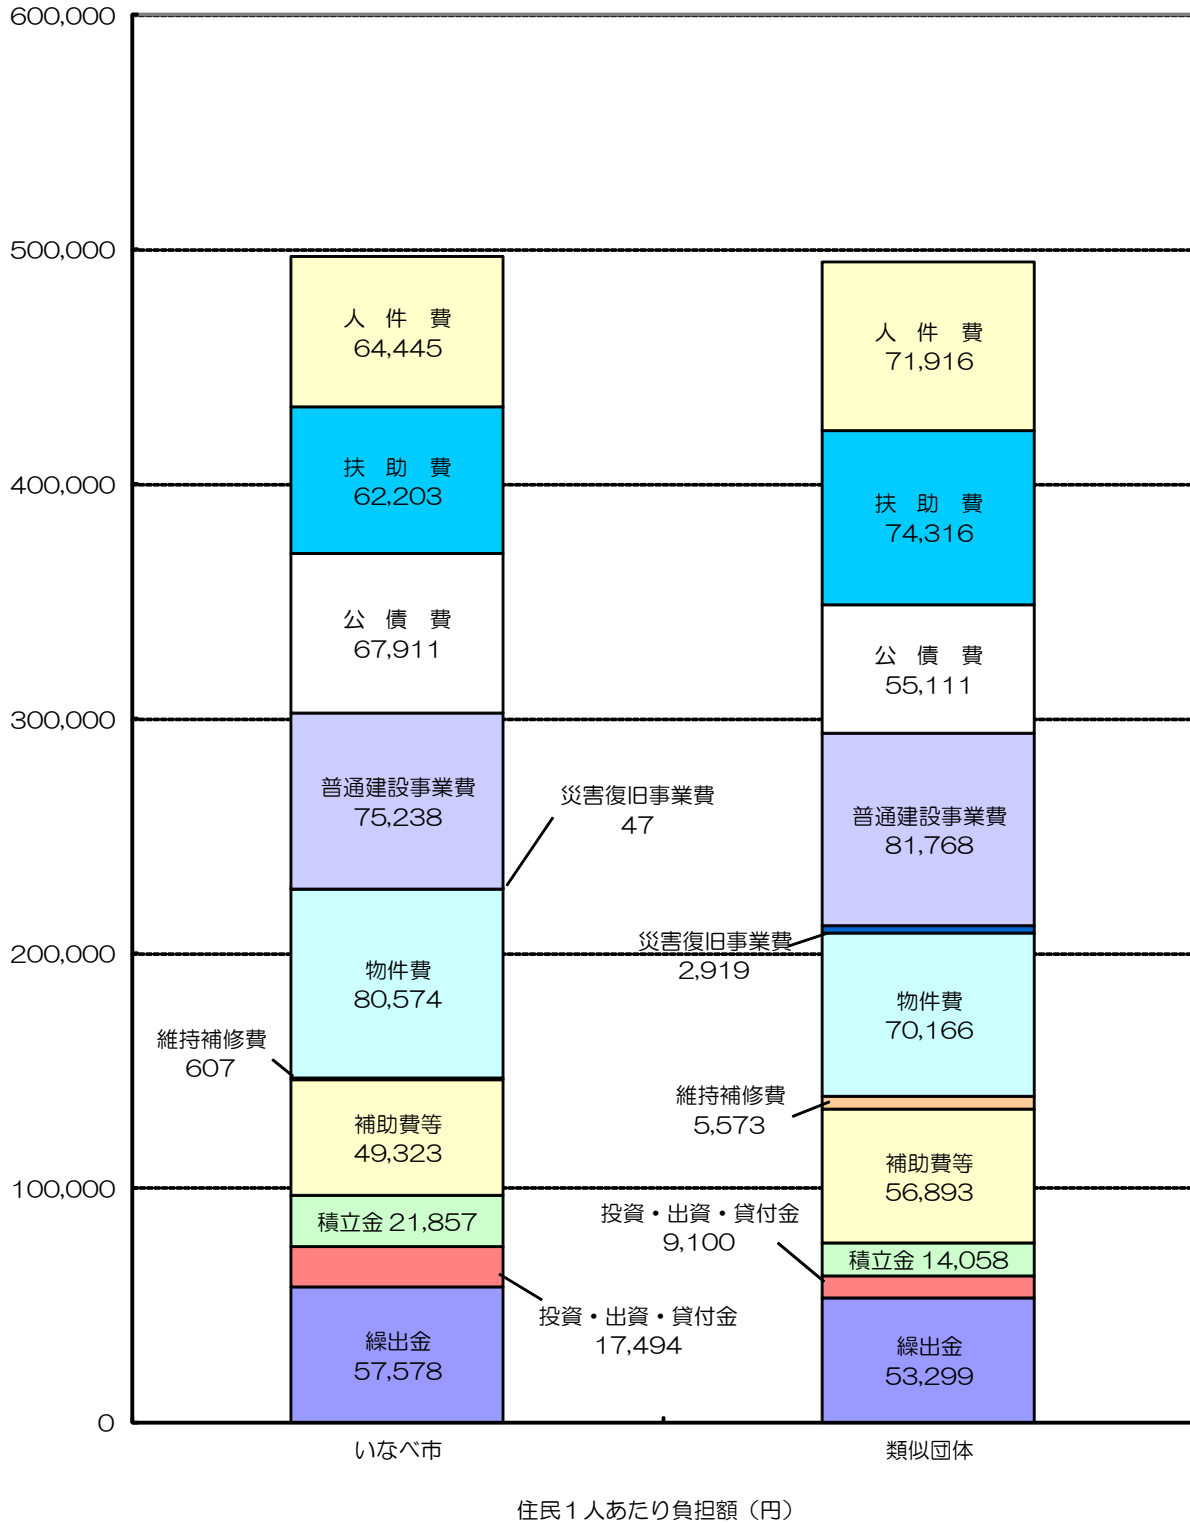 600,000
500,000
400,000
300,000
200,000
100,000
0
人 件 費
64,445
扶 助 費
62,203
公 債 費
67,911
普通建設事業費
75,238
災害復旧事業費
47
物件費
80,574
維持補修費
607
補助費等
49,323
積立金 21,857
投資・出資・貸付金
17,494
繰出金
57,578
人 件 費
71,916
扶 助 費
74,316
公 債 費
55,111
普通建設事業費
81,768
災害復旧事業費
2,919
物件費
70,166
維持補修費
5,573
補助費等
56,893
投資・出資・貸付金
9,100
積立金 14,058
繰出金
53,299
いなべ市
類似団体
住民1人あたり負担額（円）